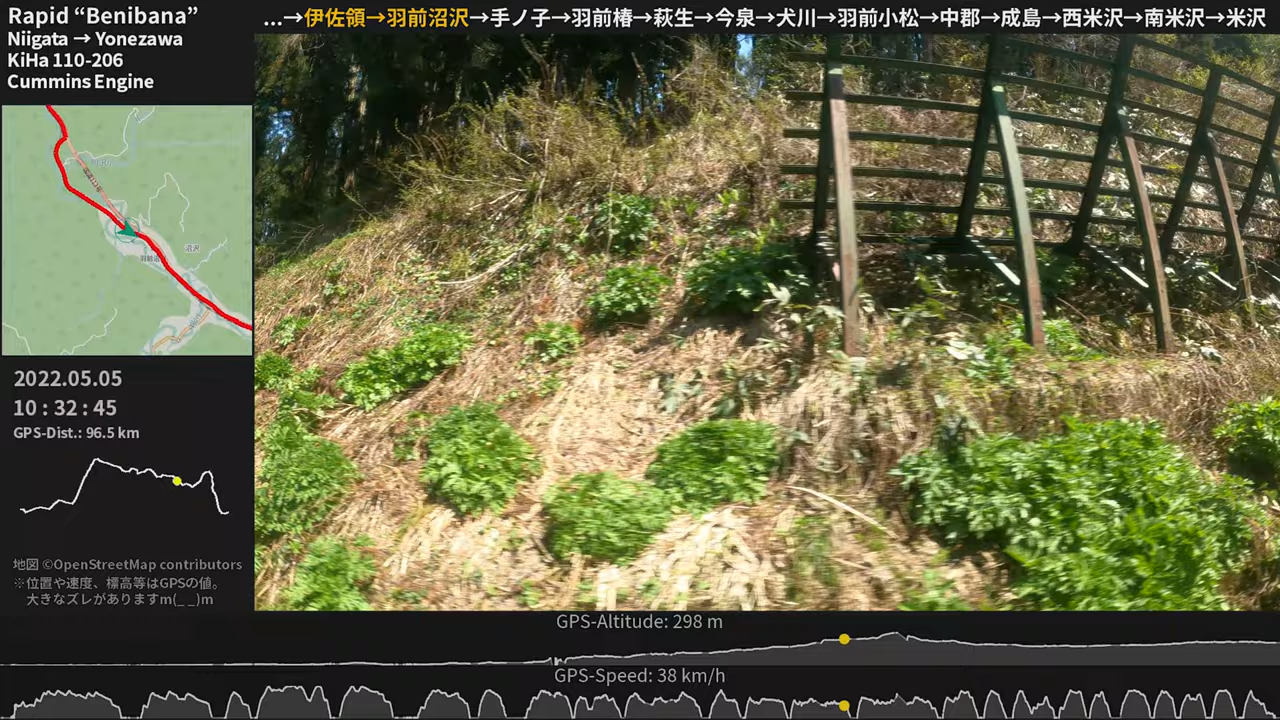 Rapid “Benibana”
Niigata → Yonezawa
KiHa 110-206
Cummins Engine
...→伊佐領→羽前沼沢→手ノ子→羽前椿→萩生→今泉→犬川→羽前小松→中郡→成島→西米沢→南米沢→米沢
沼沢
2022.05.05
10 : 32 : 45
GPS-Dist.: 96.5 km
地図 ©OpenStreetMap contributors
※位置や速度、標高等はGPSの値。
大きなズレがありますm(_ _)m
GPS-Altitude: 298 m
GPS-Speed: 38 km/h